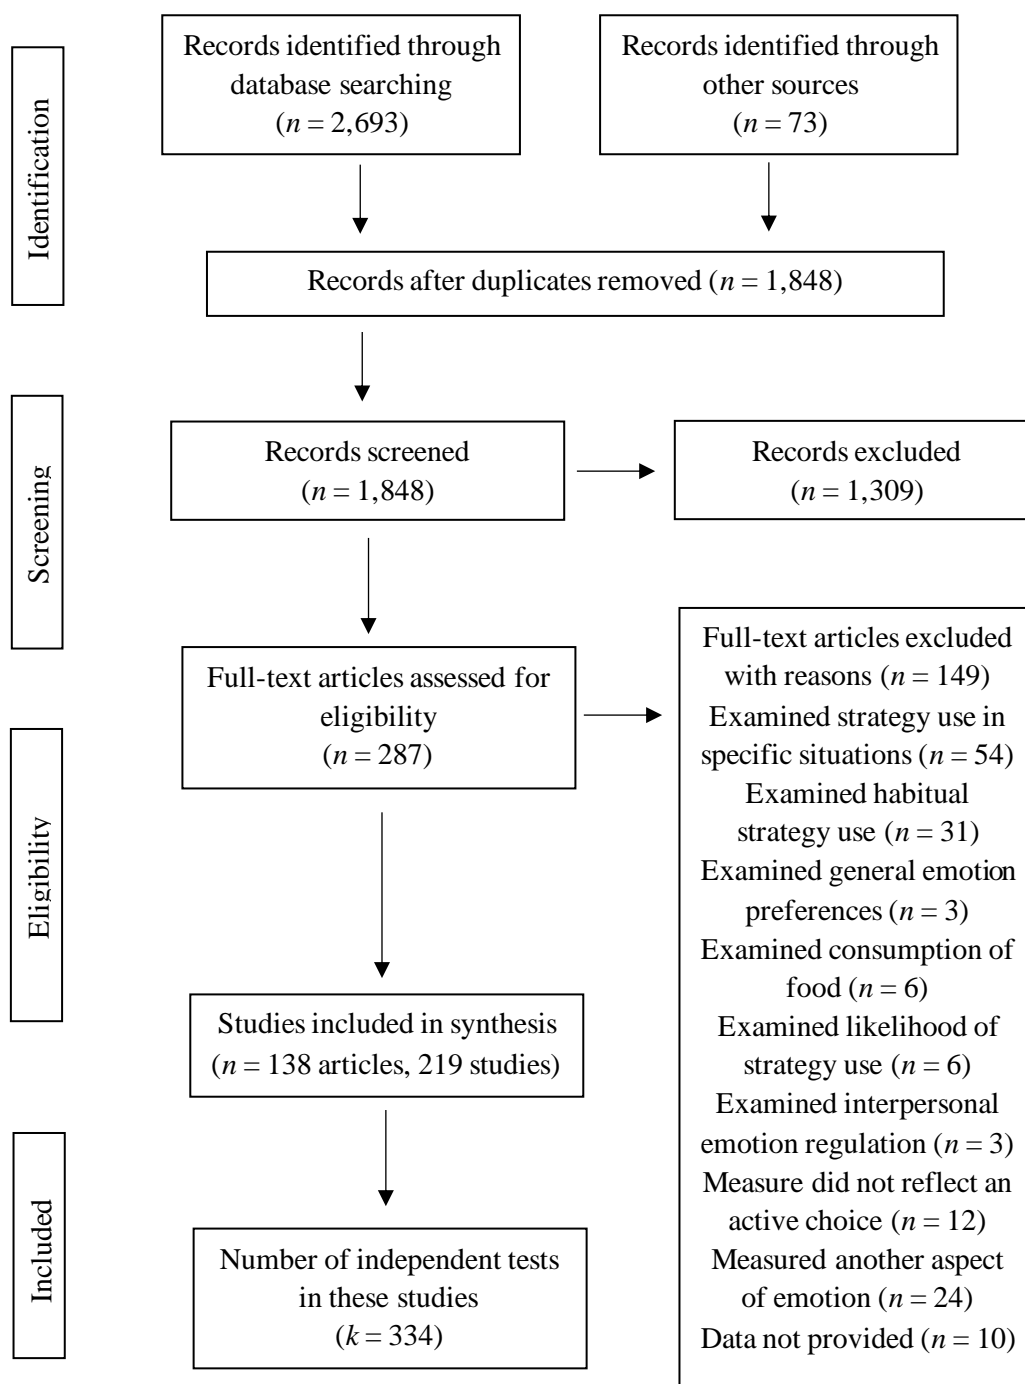 Identification
Records identified through
database searching
(n = 2,693)
Records identified through
other sources
(n = 73)
Records after duplicates removed (n = 1,848)
Screening
Records screened
(n = 1,848)
Records excluded
(n = 1,309)
Eligibility
Full-text articles assessed for
eligibility
(n = 287)
Full-text articles excluded
with reasons (n = 149)
Examined strategy use in
specific situations (n = 54)
Examined habitual
strategy use (n = 31)
Examined general emotion
preferences (n = 3)
Examined consumption of
food (n = 6)
Examined likelihood of
strategy use (n = 6)
Examined interpersonal
emotion regulation (n = 3)
Measure did not reflect an
active choice (n = 12)
Measured another aspect
of emotion (n = 24)
Data not provided (n = 10)
Studies included in synthesis
(n = 138 articles, 219 studies)
Included
Number of independent tests
in these studies
(k = 334)